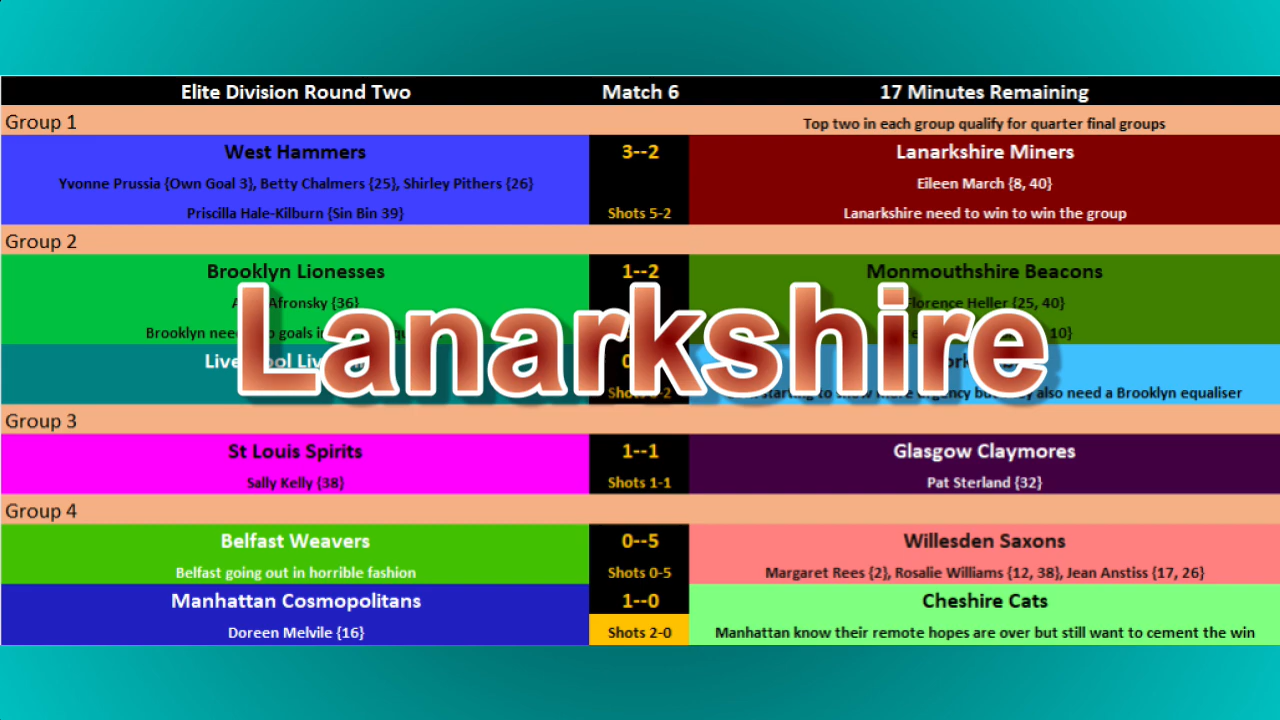 Elite Division Round Two Match 6 17 Minutes Remaining
Group 1 Top two in each group qualify for quarter final groups
West Hammers 3--2 Lanarkshire Miners
Yvonne Prussia {Own Goal 3}, Betty Chalmers {25}, Shirley Pithers {26} Eileen March {8, 40}
Priscilla Hale-Kilburn {Sin Bin 39} Shots 5-2 Lanarkshire need to win to win the group
Group 2
Brooklyn Lionesses 1--2 Monmouthshire Beacons
Afronsky {36} Florence Heller {25, 40}
Brooklyn goals 10}
Lanarkshire
also need a Brooklyn equaliser
Group 3
St Louis Spirits 1--1 Glasgow Claymores
Sally Kelly {38} Shots 1-1 Pat Sterland {32}
Group 4
Belfast Weavers 0--5 Willesden Saxons
Belfast going out in horrible fashion Shots 0-5 Margaret Rees {2}, Rosalie Williams {12, 38}, Jean Anstiss {17, 26}
Manhattan Cosmopolitans 1--0 Cheshire Cats
Doreen Melvile {16} Shots 2-0 Manhattan know their remote hopes are over but still want to cement the win